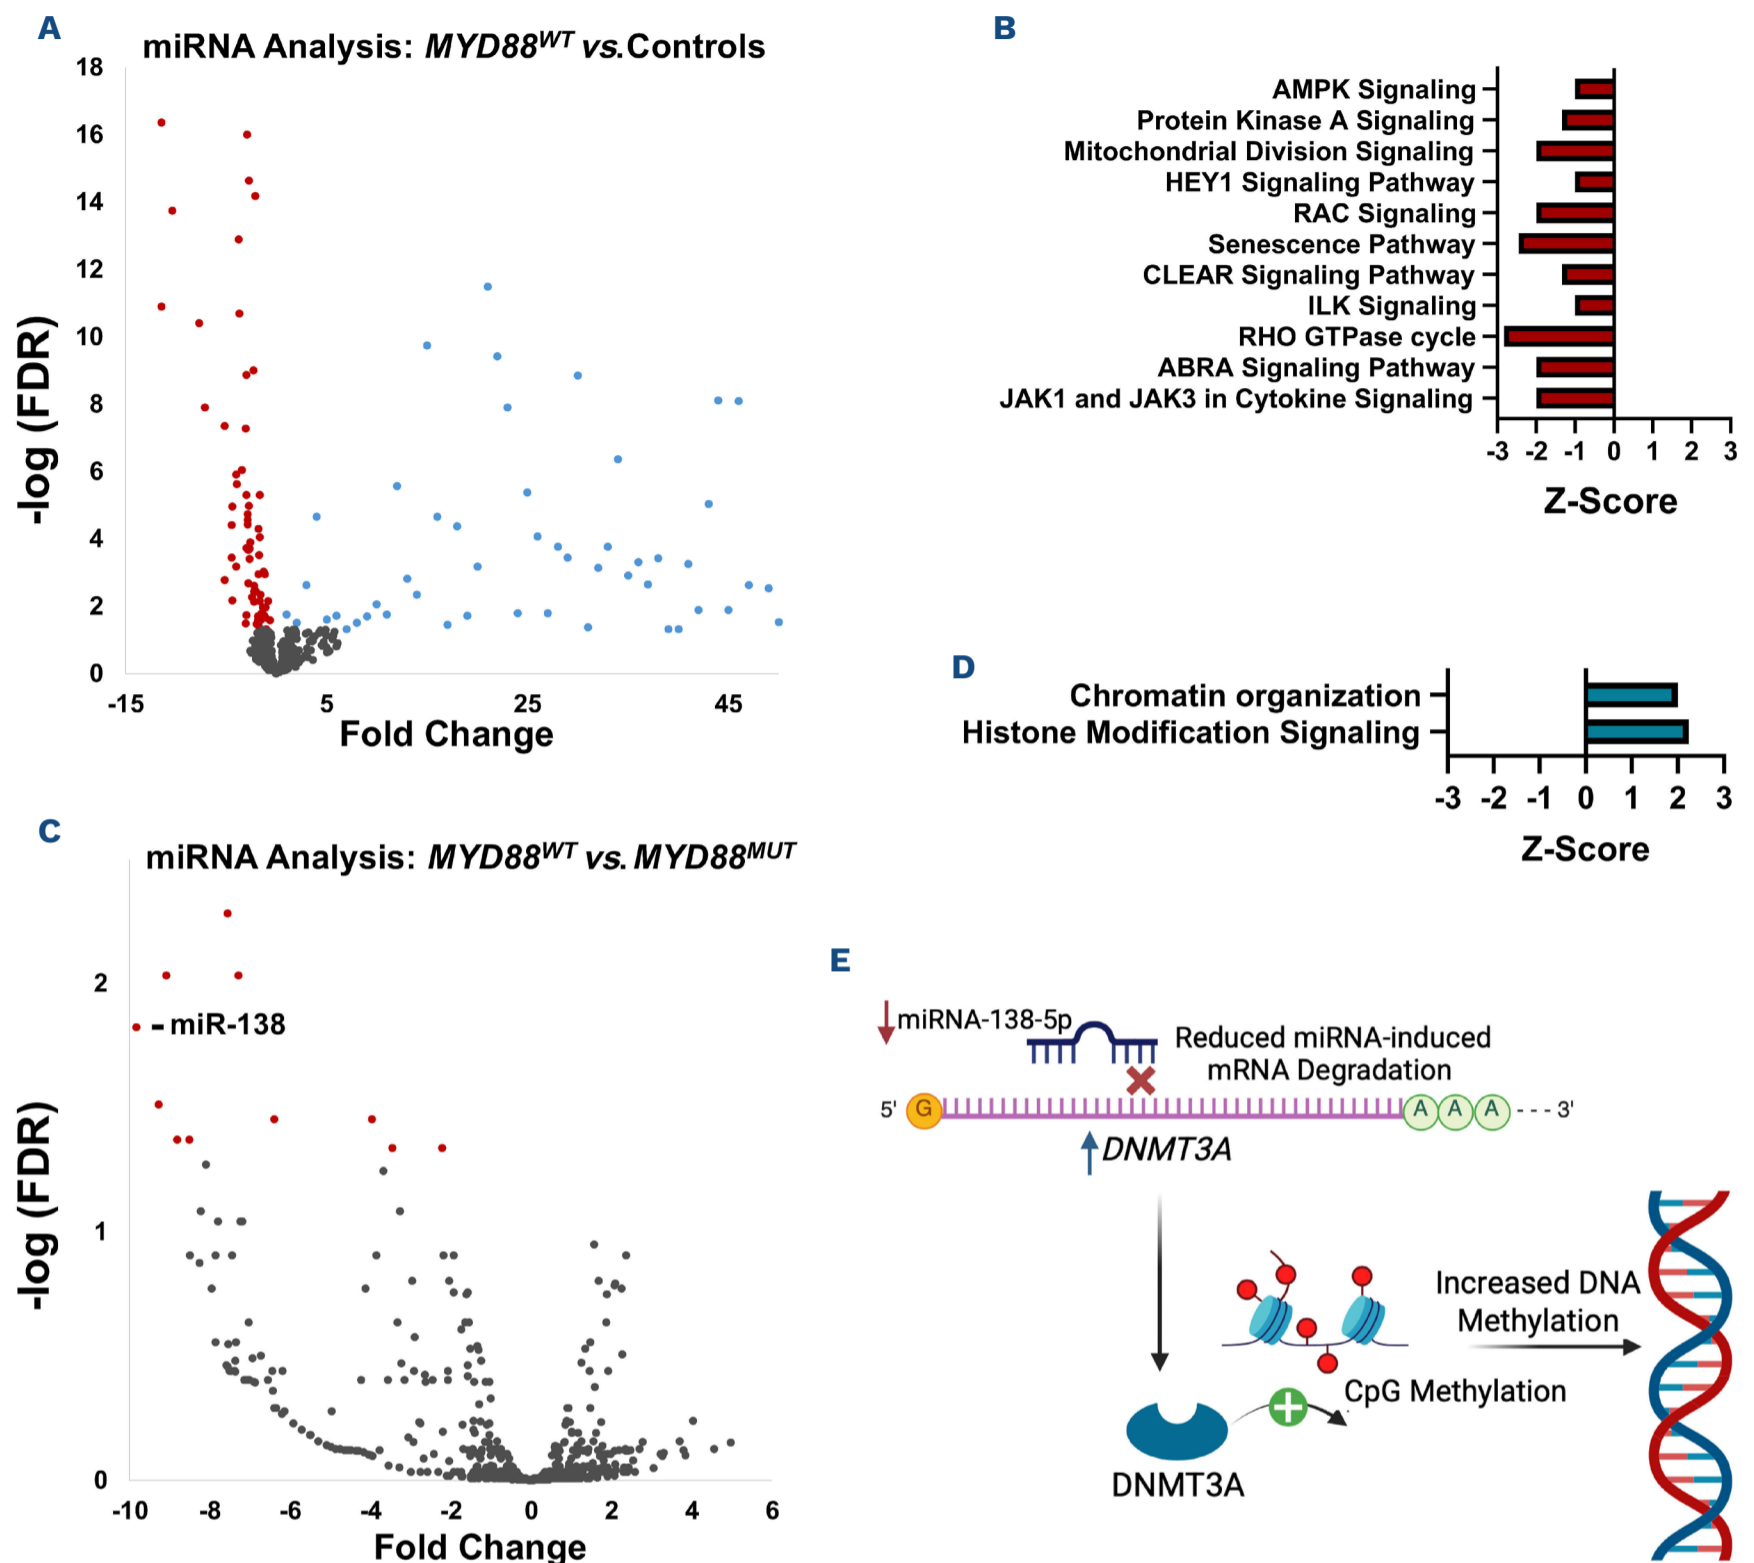 A
miRNA Analysis: MYD88WT vs.Controls
18
16
14
12
10
8
6
4
2
0
-log (FDR)
-15 5 25 45
Fold Change
B
AMPK Signaling
Protein Kinase A Signaling
Mitochondrial Division Signaling
HEY1 Signaling Pathway
RAC Signaling
Senescence Pathway
CLEAR Signaling Pathway
ILK Signaling
RHO GTPase cycle
ABRA Signaling Pathway
JAK1 and JAK3 in Cytokine Signaling
-3 -2 -1 0 1 2 3
Z-Score
C
miRNA Analysis: MYD88WT vs. MYD88MUT
2
1
0
-log (FDR)
miR-138
-10 -8 -6 -4 -2 0 2 4 6
Fold Change
D
Chromatin organization
Histone Modification Signaling
-3 -2 -1 0 1 2 3
Z-Score
E
miRNA-138-5p
Reduced miRNA-induced
mRNA Degradation
5' G A A A --- 3'
DNMT3A
Increased DNA
Methylation
CpG Methylation
DNMT3A